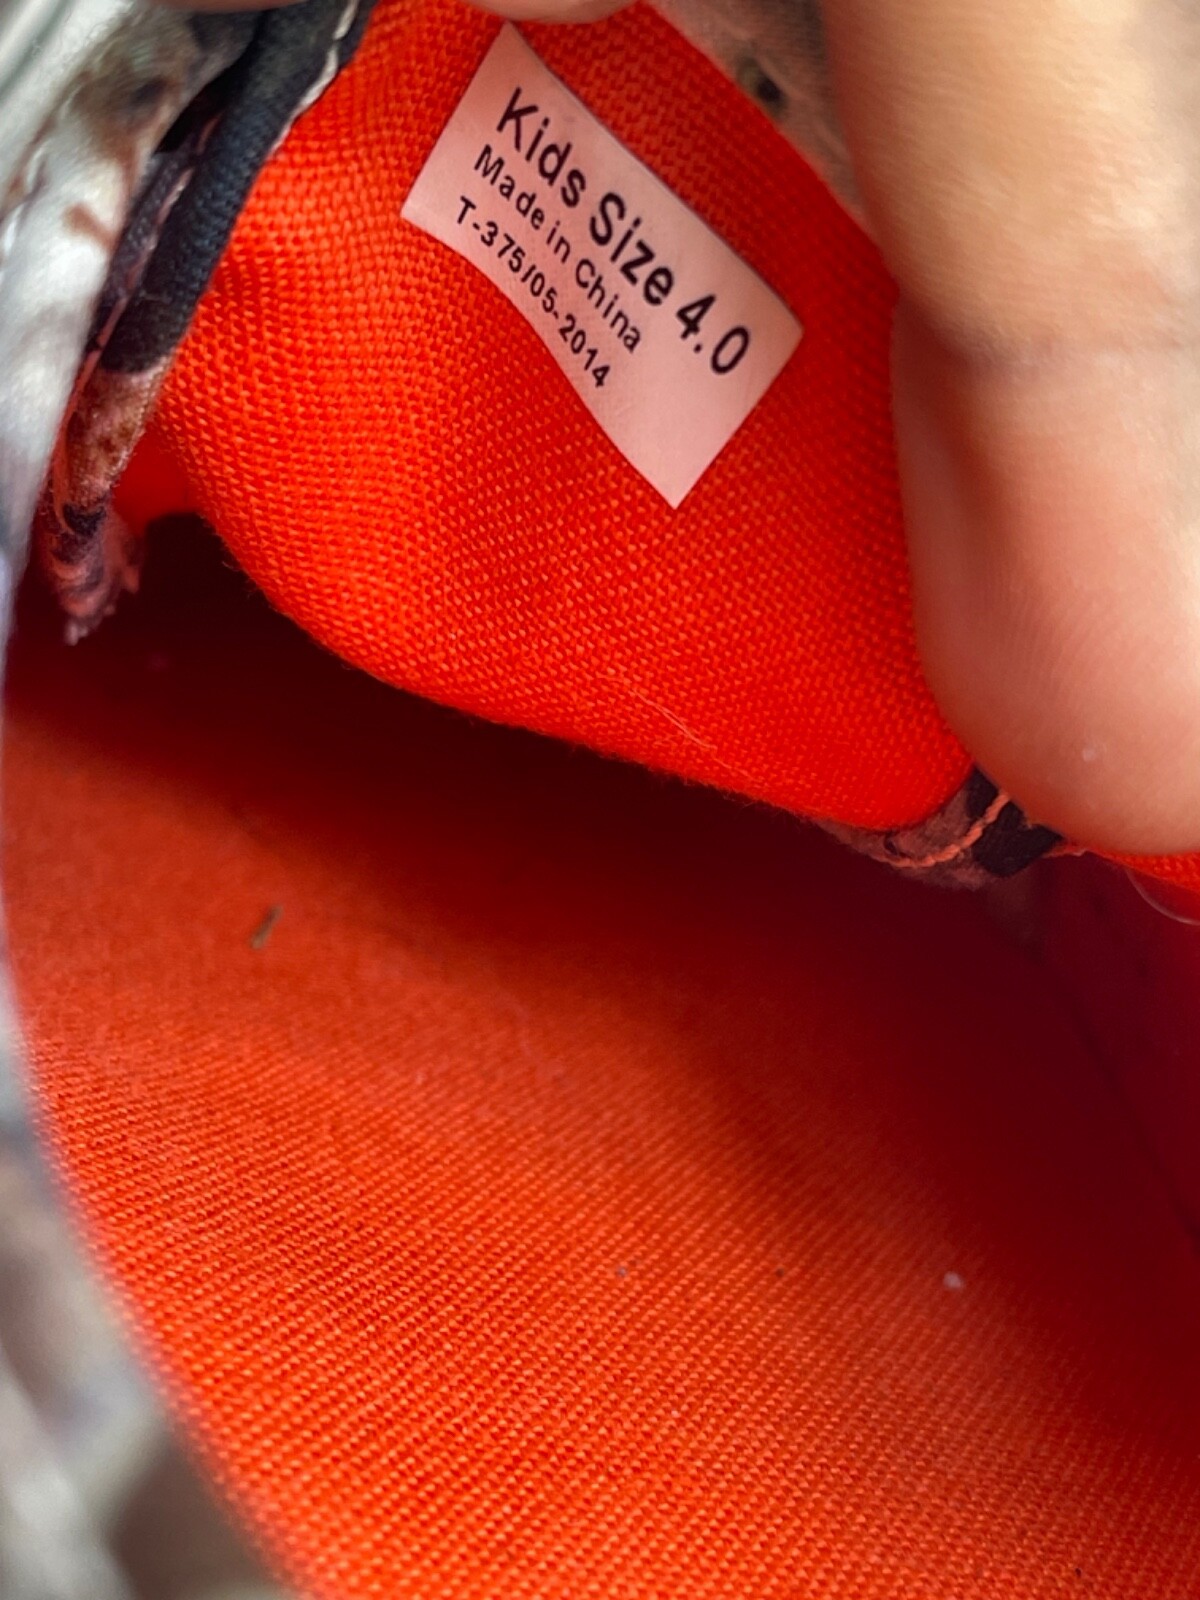 Kids Size 4.0
Made in China
T-375/05-2014